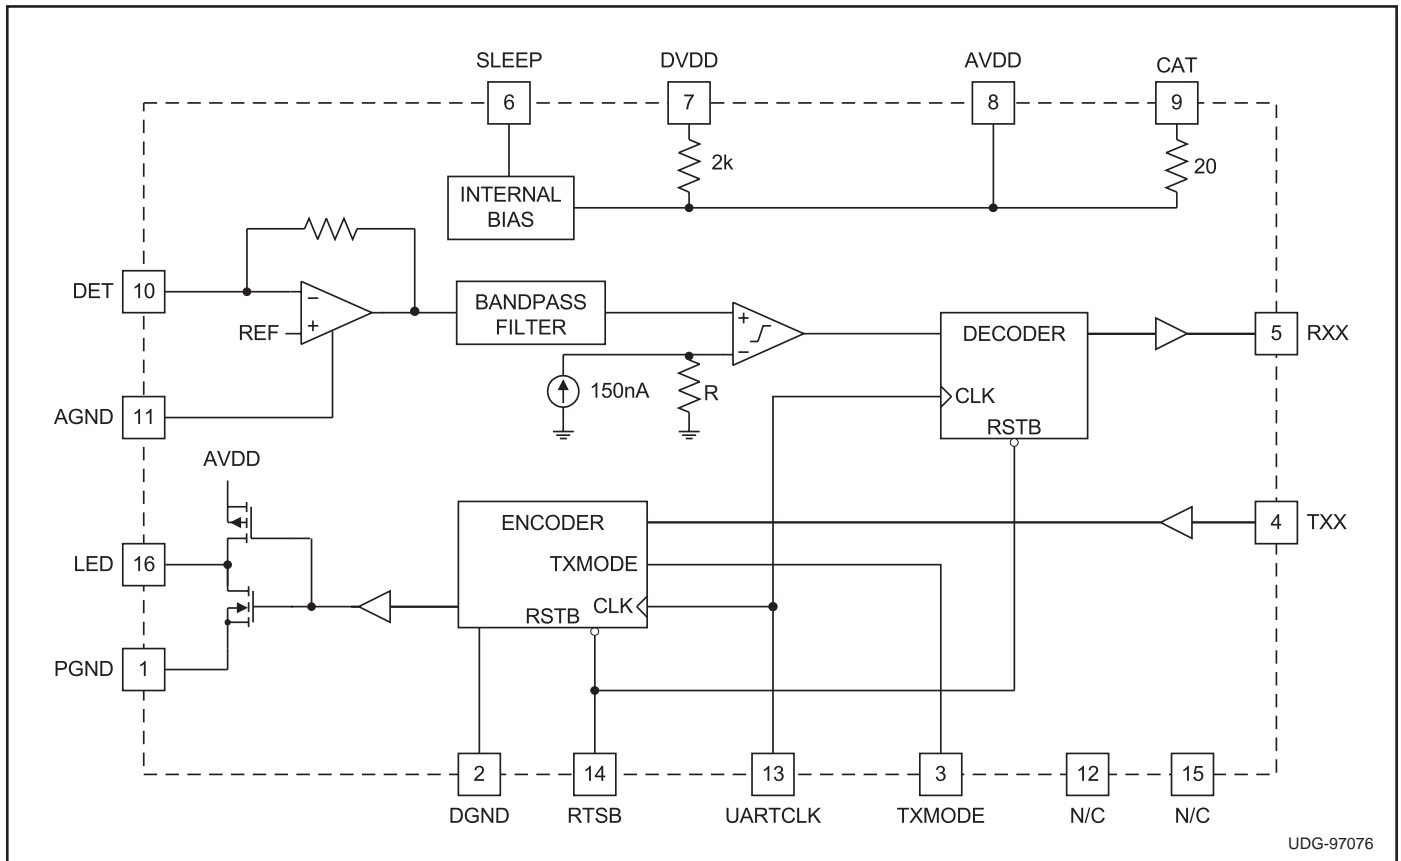 SLEEP
DVDD
AVDD
CAT
6
7
8
9
2k
20
INTERNAL
BIAS
DET
10
−
+
REF
BANDPASS
FILTER
+
−
DECODER
5
RXX
150nA
R
CLK
RSTB
AGND
11
AVDD
ENCODER
4
TXX
LED
16
TXMODE
CLK
RSTB
PGND
1
2
14
13
3
12
15
DGND
RTSB
UARTCLK
TXMODE
N/C
N/C
UDG-97076